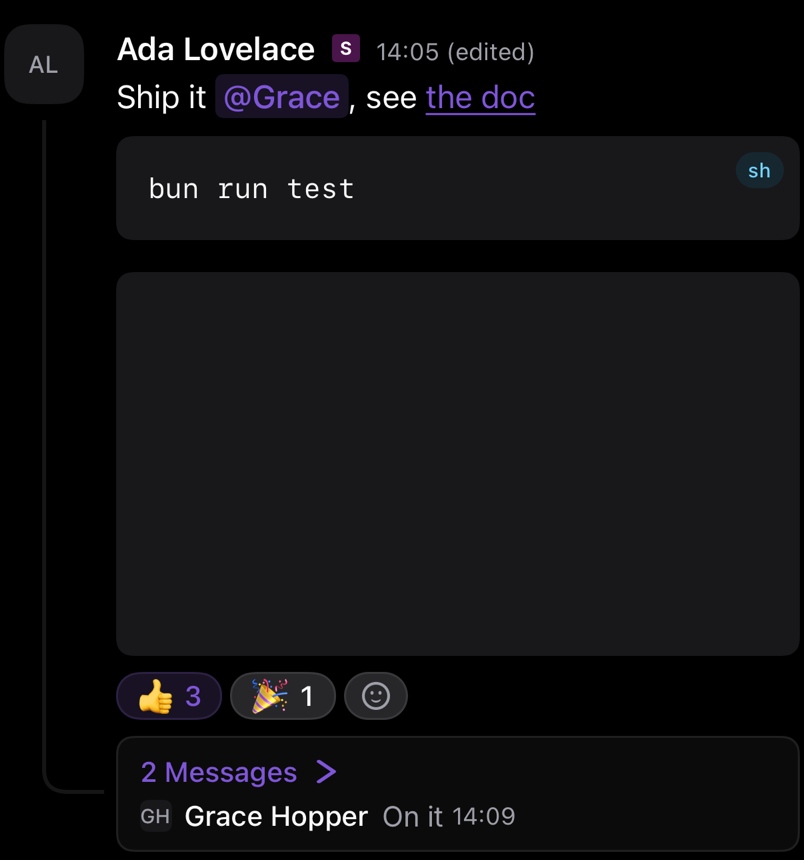 AL
Ada Lovelace S 14:05 (edited)
Ship it @Grace, see the doc
sh
bun run test
👍 3 🎉 1
2 Messages >
GH Grace Hopper On it 14:09